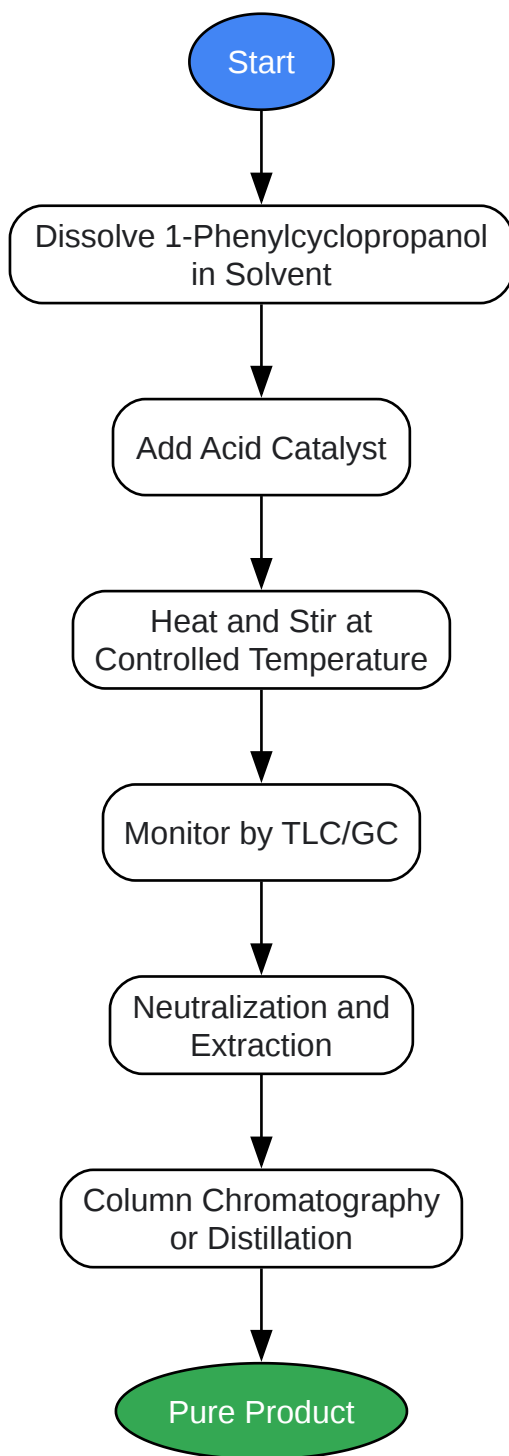 Start
Dissolve 1-Phenylcyclopropanol
in Solvent
Add Acid Catalyst
Heat and Stir at
Controlled Temperature
Monitor by TLC/GC
Neutralization and
Extraction
Column Chromatography
or Distillation
Pure Product